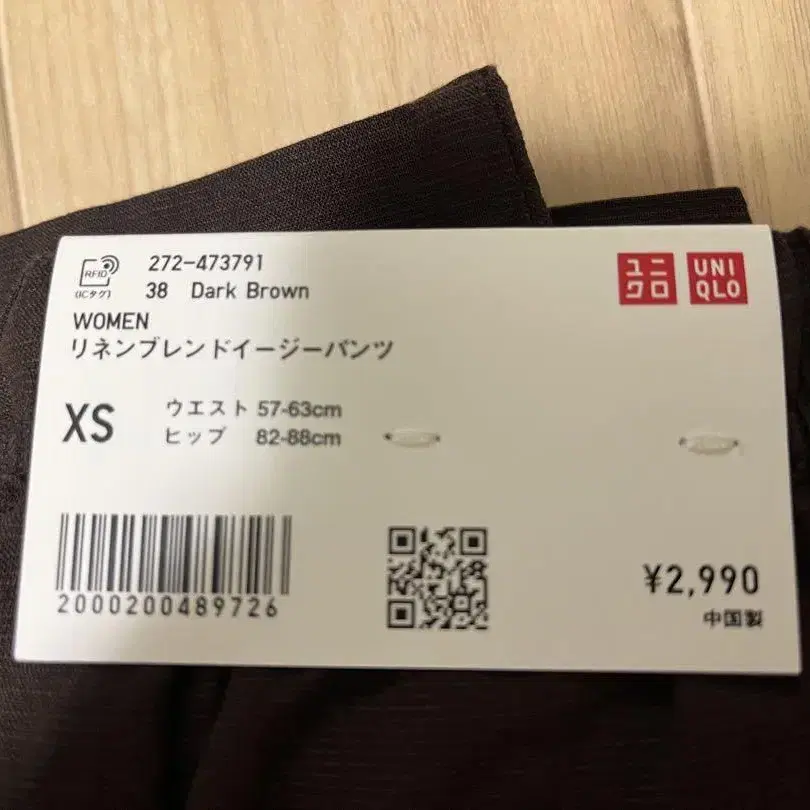 RFID
(ICタグ)
272-473791
38 Dark Brown
ユニ
クロ
UNI
QLO
WOMEN
リネンブレンドイージーパンツ
XS
ウエスト 57-63cm
ヒップ 82-88cm
2000200489726
¥2,990
中国製